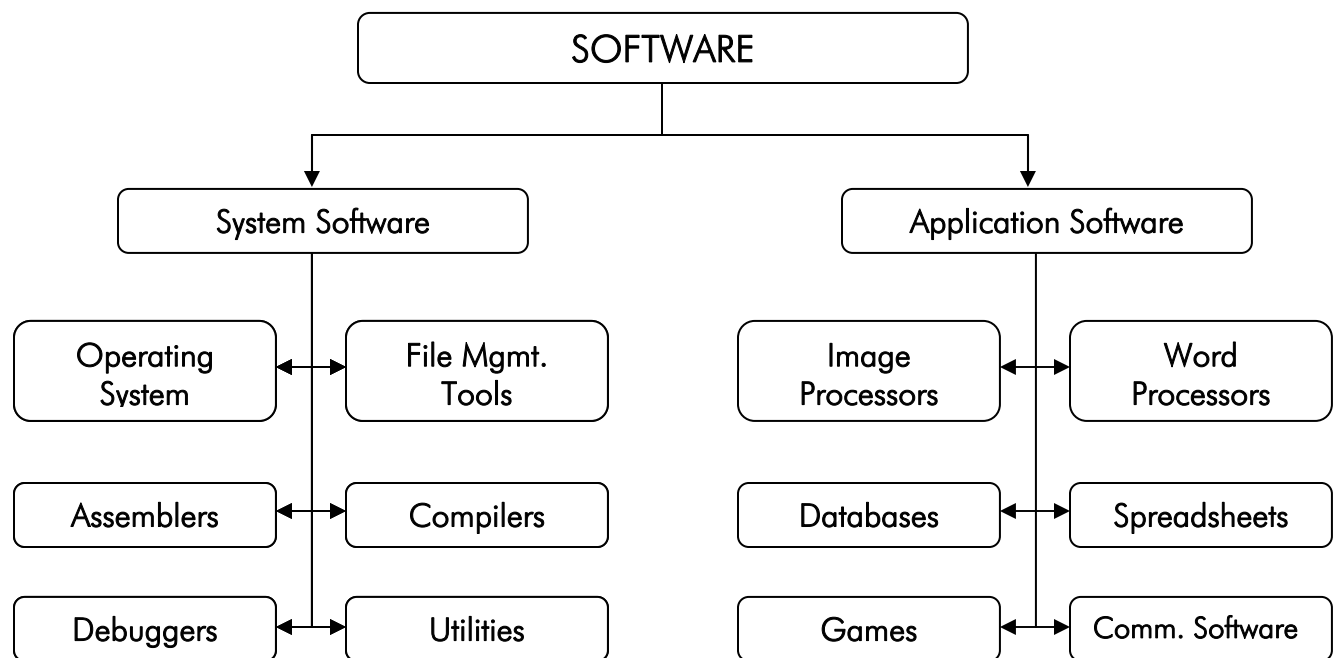 SOFTWARE
System Software
Application Software
Operating
System
File Mgmt.
Tools
Image
Processors
Word
Processors
Assemblers
Compilers
Databases
Spreadsheets
Debuggers
Utilities
Games
Comm. Software